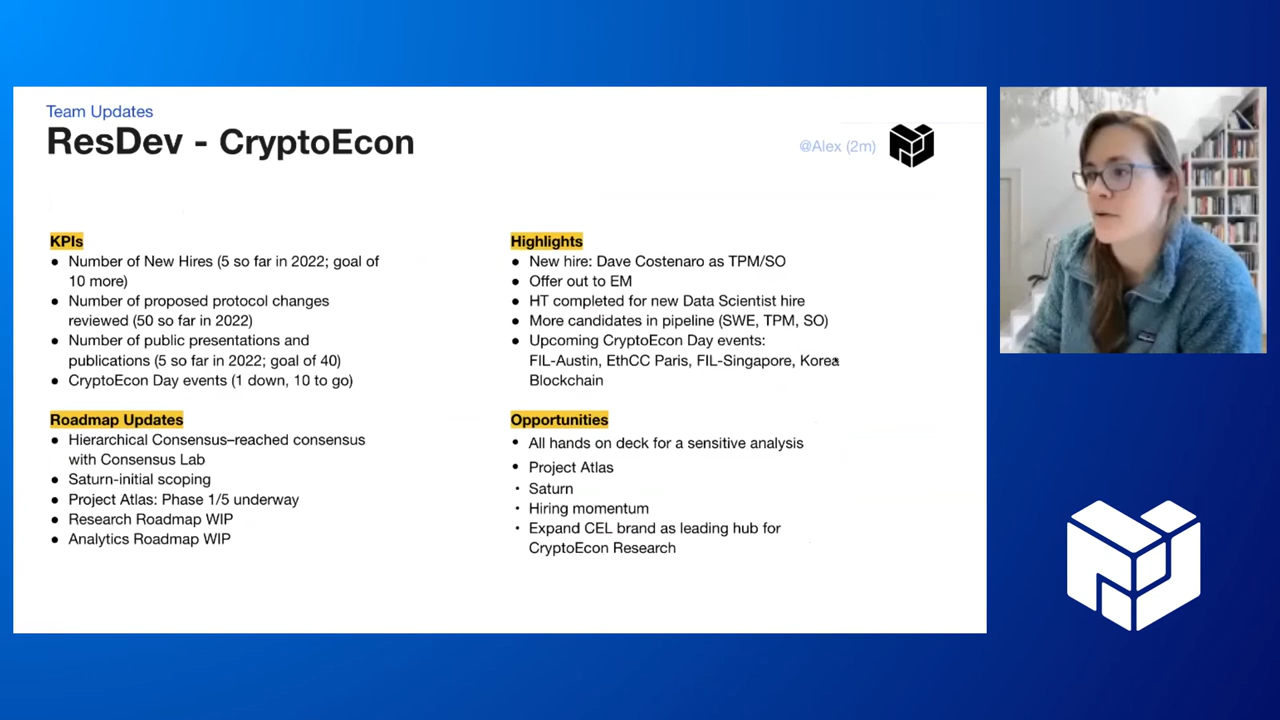 Team Updates
ResDev - CryptoEcon
@Alex (2m)
KPIs
● Number of New Hires (5 so far in 2022; goal of
10 more)
● Number of proposed protocol changes
reviewed (50 so far in 2022)
● Number of public presentations and
publications (5 so far in 2022; goal of 40)
● CryptoEcon Day events (1 down, 10 to go)
Roadmap Updates
● Hierarchical Consensus–reached consensus
with Consensus Lab
● Saturn-initial scoping
● Project Atlas: Phase 1/5 underway
● Research Roadmap WIP
● Analytics Roadmap WIP
Highlights
● New hire: Dave Costenaro as TPM/SO
● Offer out to EM
● HT completed for new Data Scientist hire
● More candidates in pipeline (SWE, TPM, SO)
● Upcoming CryptoEcon Day events:
FIL-Austin, EthCC Paris, FIL-Singapore, Korea
Blockchain
Opportunities
• All hands on deck for a sensitive analysis
• Project Atlas
• Saturn
• Hiring momentum
• Expand CEL brand as leading hub for
CryptoEcon Research